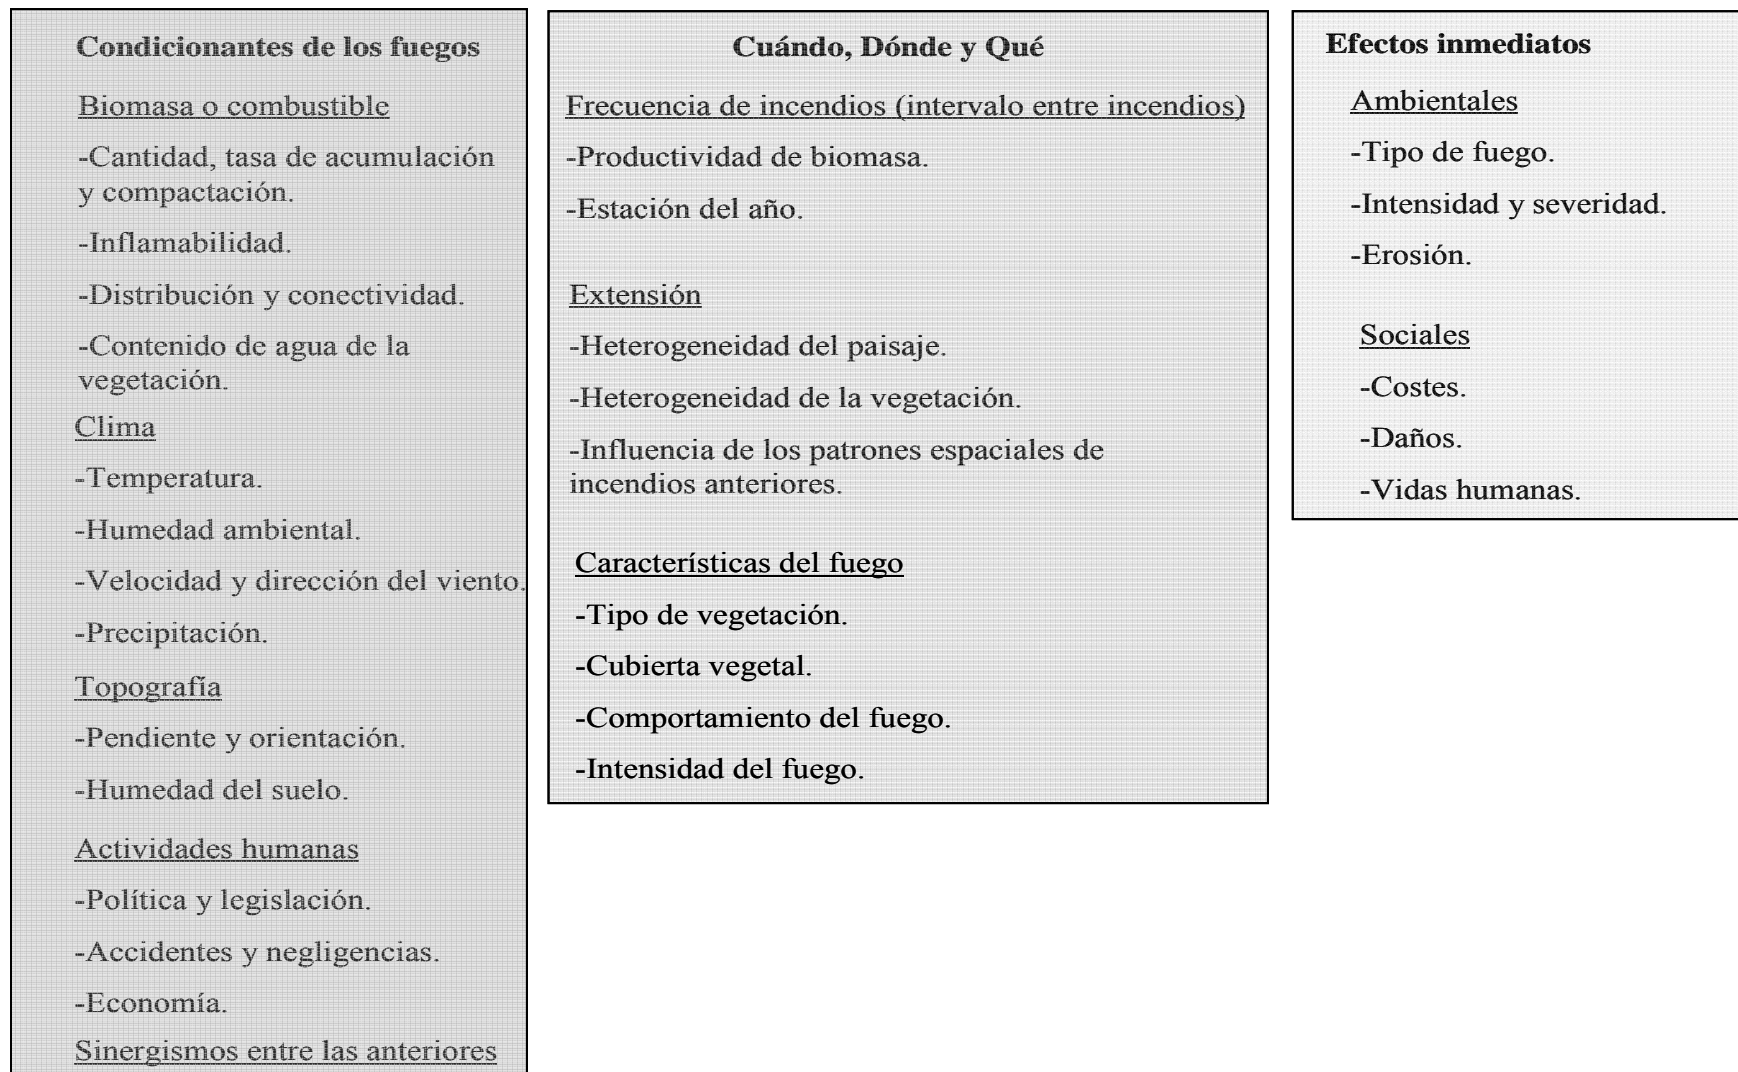 Condicionantes de los fuegos
Biomasa o combustible
-Cantidad, tasa de acumulación
y compactación.
-Inflamabilidad.
-Distribución y conectividad.
-Contenido de agua de la
vegetación.
Clima
-Temperatura.
-Humedad ambiental.
-Velocidad y dirección del viento.
-Precipitación.
Topografía
-Pendiente y orientación.
-Humedad del suelo.
Actividades humanas
-Política y legislación.
-Accidentes y negligencias.
-Economía.
Sinergismos entre las anteriores
Cuándo, Dónde y Qué
Frecuencia de incendios (intervalo entre incendios)
-Productividad de biomasa.
-Estación del año.
Extensión
-Heterogeneidad del paisaje.
-Heterogeneidad de la vegetación.
-Influencia de los patrones espaciales de
incendios anteriores.
Características del fuego
-Tipo de vegetación.
-Cubierta vegetal.
-Comportamiento del fuego.
-Intensidad del fuego.
Efectos inmediatos
Ambientales
-Tipo de fuego.
-Intensidad y severidad.
-Erosión.
Sociales
-Costes.
-Daños.
-Vidas humanas.